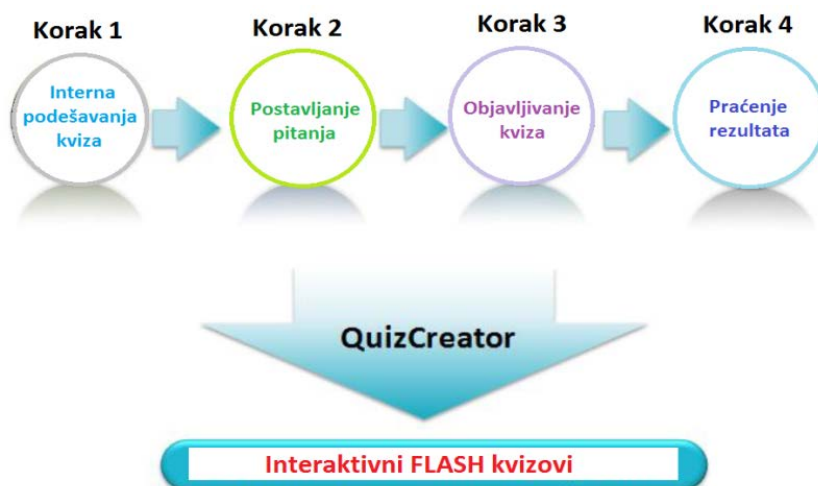 Korak 1
Korak 2
Korak 3
Korak 4
Interna
podešavanja
kviza
Postavljanje
pitanja
Objavljivanje
kviza
Praćenje
rezultata
QuizCreator
Interaktivni FLASH kvizovi